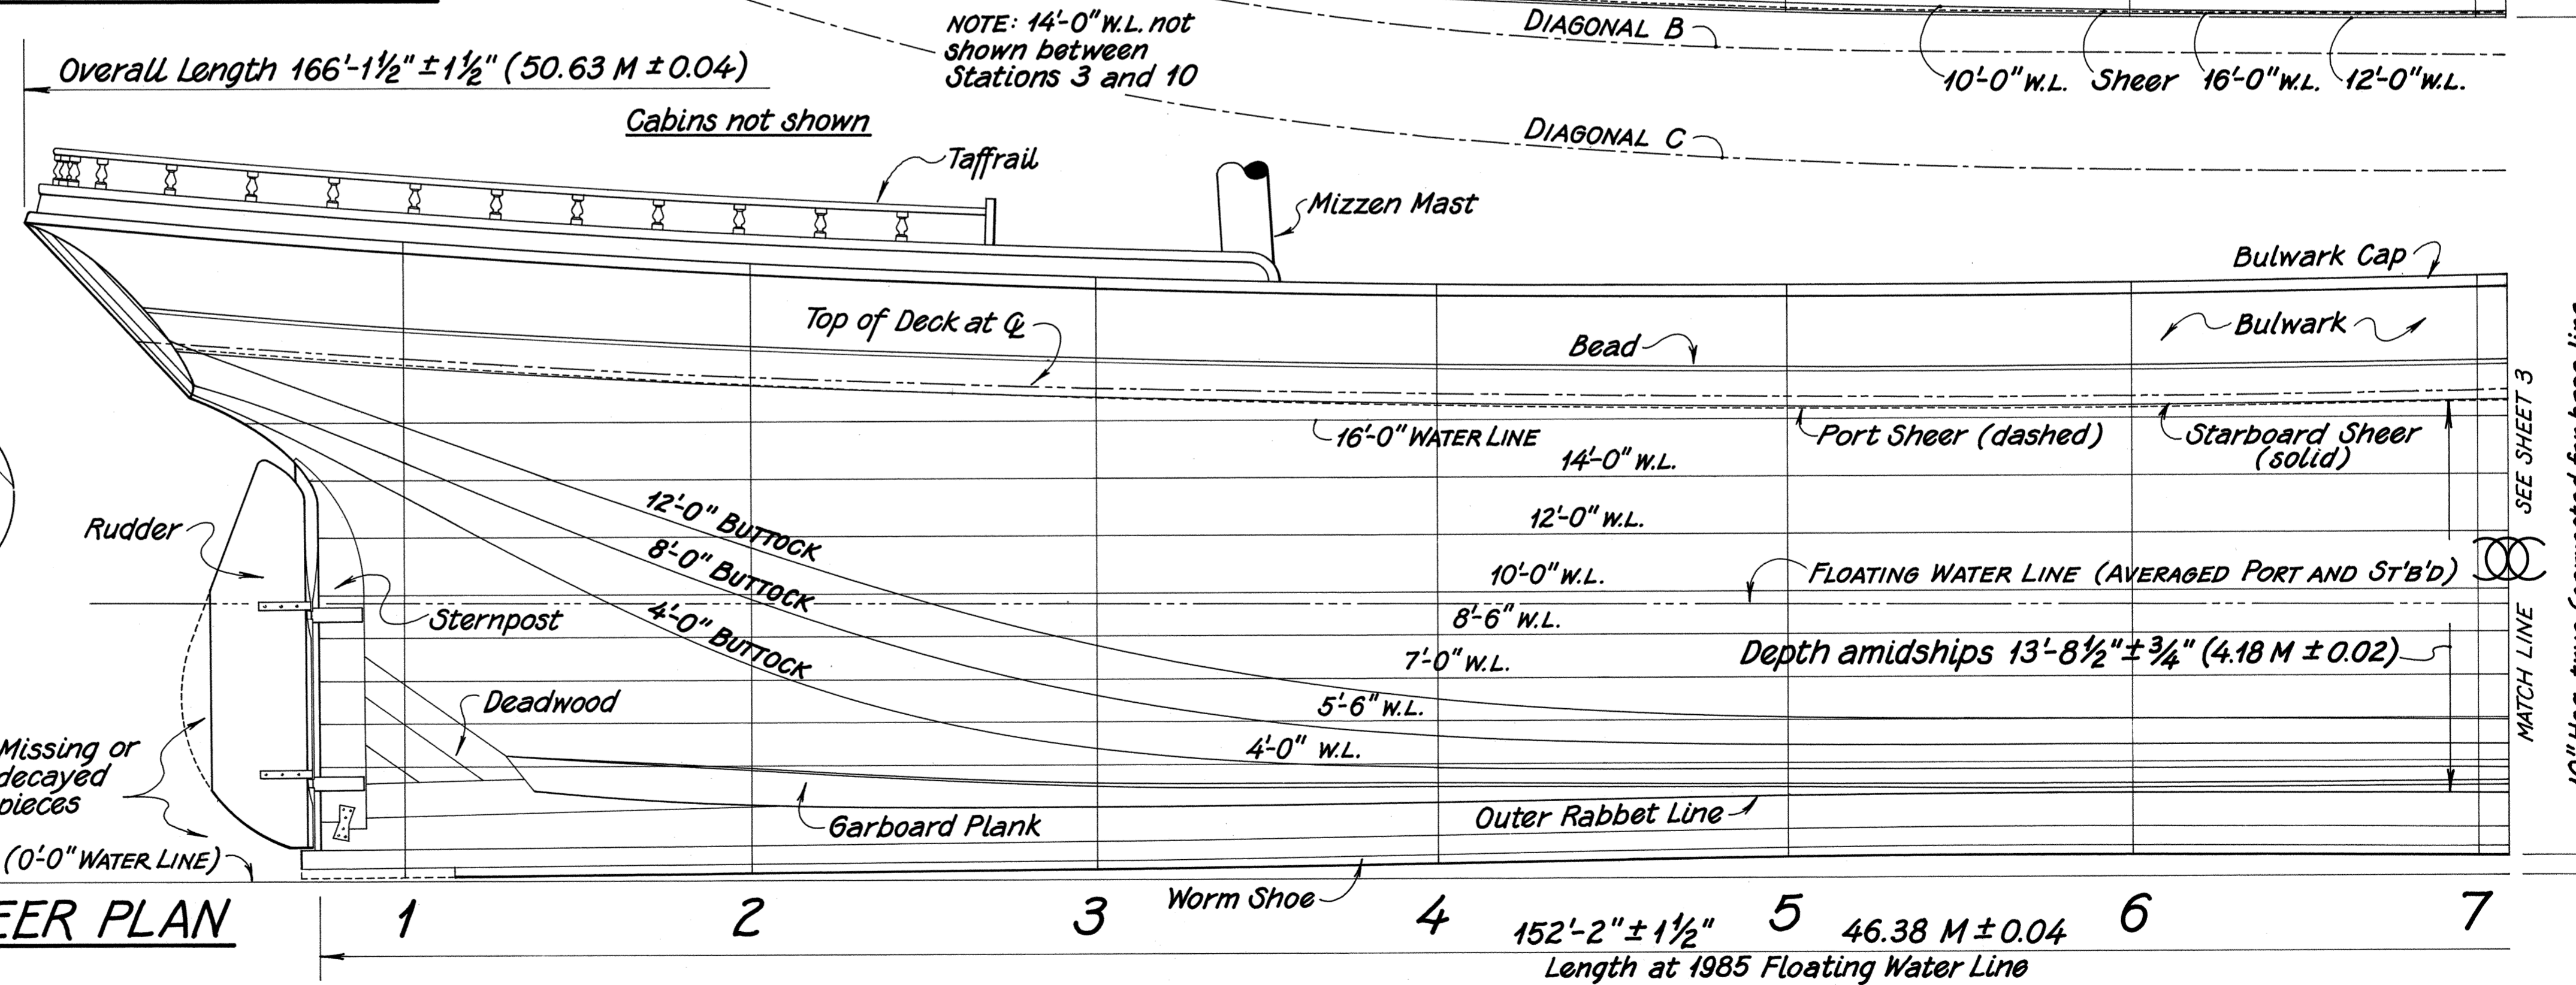 NOTE: 14'-0" W.L. not
shown between
Stations 3 and 10
DIAGONAL B
10'-0" W.L.
Sheer
16'-0" W.L.
12'-0" W.L.
Overall Length 166'-1½" ± 1½" (50.63 M ± 0.04)
Cabins not shown
DIAGONAL C
Taffrail
Mizzen Mast
Bulwark Cap
Top of Deck at ℄
Bead
Bulwark
16'-0" WATER LINE
Port Sheer (dashed)
Starboard Sheer
(solid)
14'-0" W.L.
SEE SHEET 3
12'-0" BUTTOCK
12'-0" W.L.
Rudder
8'-0" BUTTOCK
10'-0" W.L.
FLOATING WATER LINE (AVERAGED PORT AND ST'B'D)
Sternpost
4'-0" BUTTOCK
8'-6" W.L.
7'-0" W.L.
Depth amidships 13'-8½" ± ¾" (4.18 M ± 0.02)
MATCH LINE
Deadwood
5'-6" W.L.
4'-0" W.L.
Missing or
decayed
pieces
Garboard Plank
Outer Rabbet Line
(0'-0" WATER LINE)
Worm Shoe
EER PLAN
1 2 3 4 5 6 7
152'-2" ± 1½"
46.38 M ± 0.04
Length at 1985 Floating Water Line